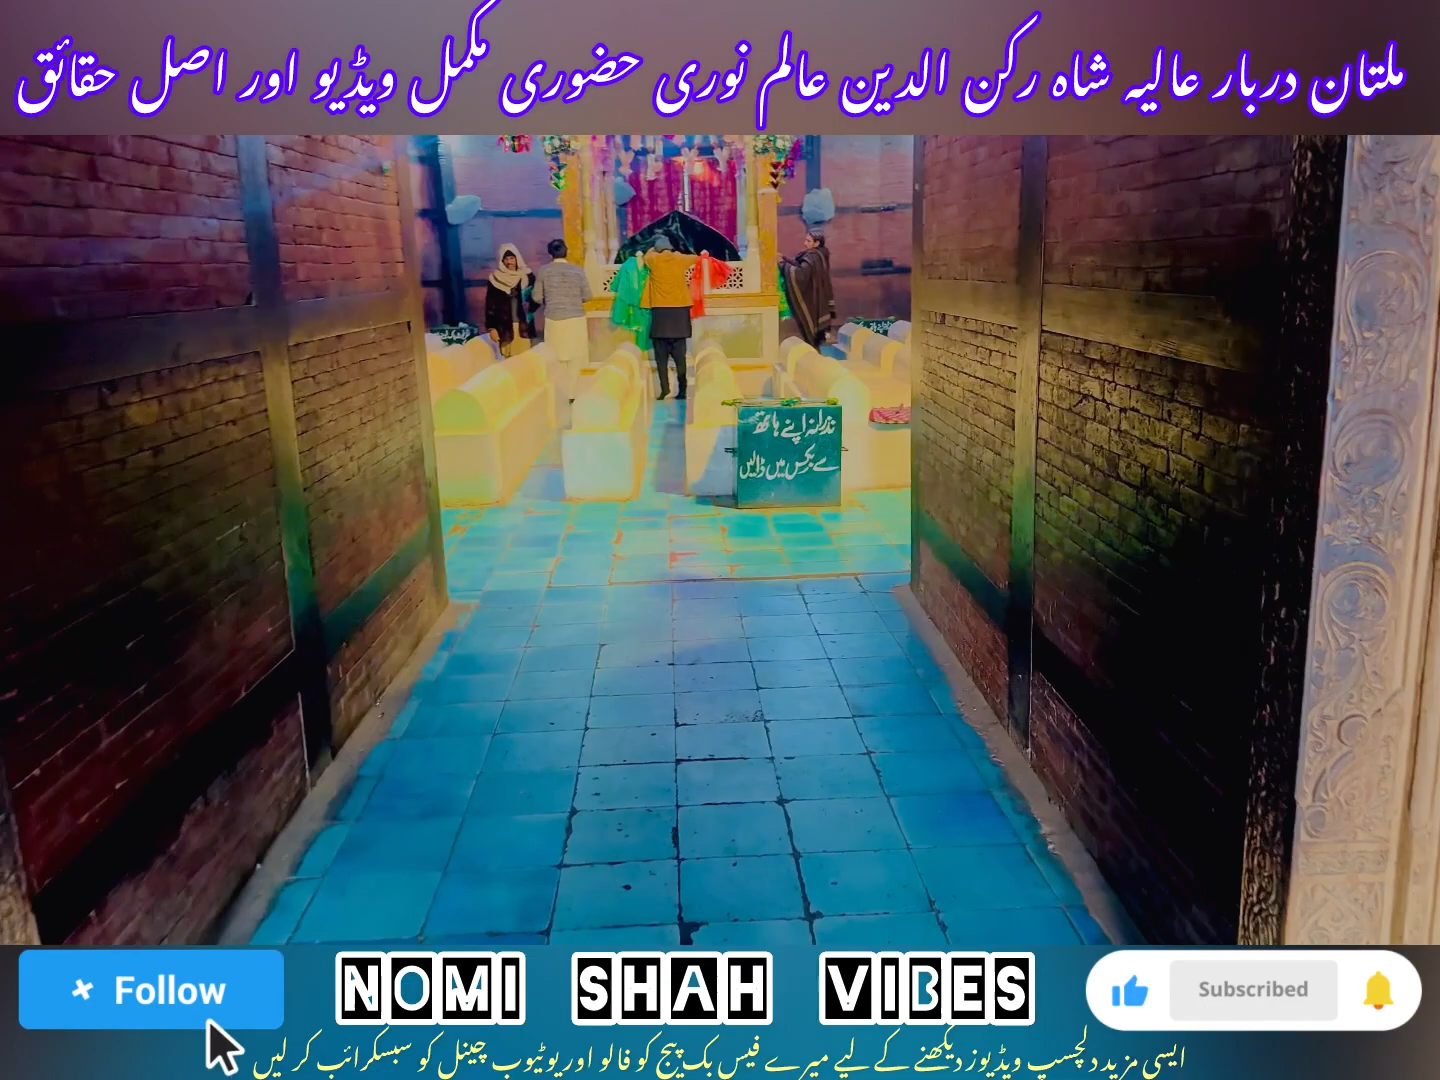 ملتان دربار عالیہ شاہ رکن الدین عالم نوری حضوری مکمل ویڈیو اور اصل حقائق
نذرانہ اپنے ہاتھ
سے بکس میں ڈالیں
Follow
NOMI SHAH VIBES
Subscribed
ایسی مزید دلچسپ ویڈیوز دیکھنے کے لیے میرے فیس بک پیج کو فالو اور یوٹیوب چینل کو سبسکرائب کر لیں